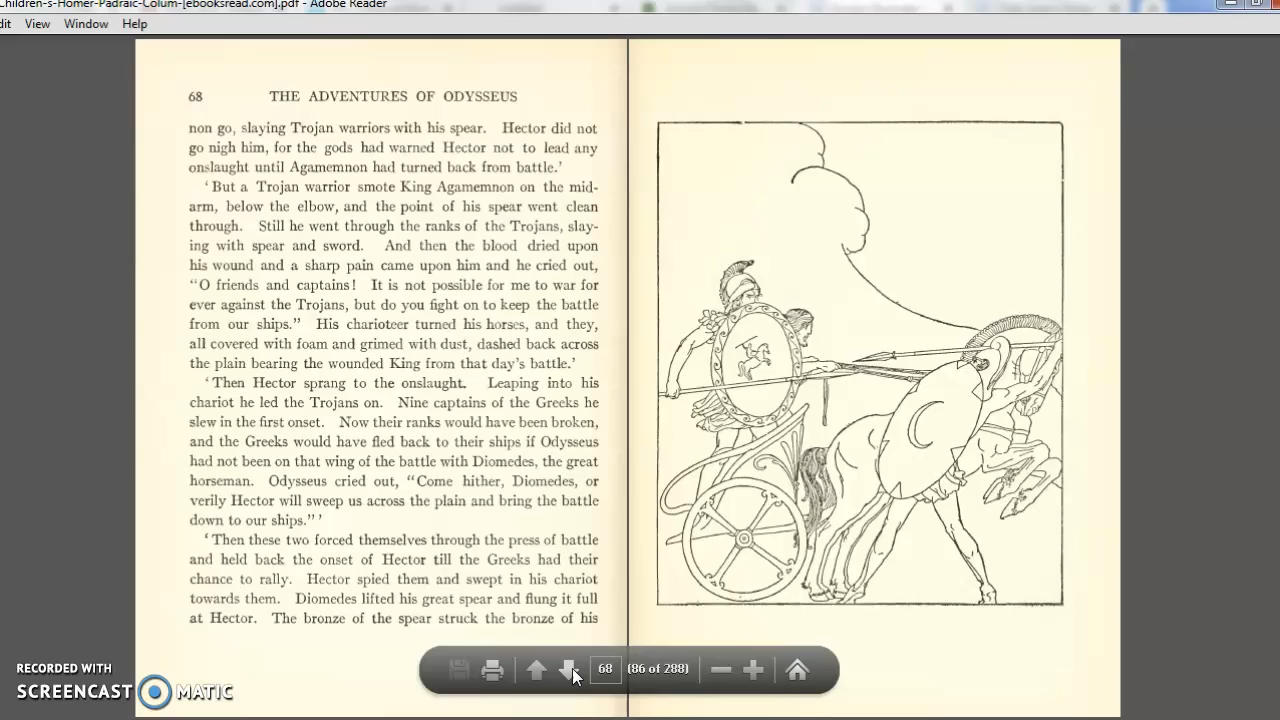 Children-s-Homer-Padraic-Colum-[ebooksread.com].pdf - Adobe Reader
dit View Window Help
68 THE ADVENTURES OF ODYSSEUS
non go, slaying Trojan warriors with his spear. Hector did not
go nigh him, for the gods had warned Hector not to lead any
onslaught until Agamemnon had turned back from battle.'
'But a Trojan warrior smote King Agamemnon on the mid-
arm, below the elbow, and the point of his spear went clean
through. Still he went through the ranks of the Trojans, slay-
ing with spear and sword. And then the blood dried upon
his wound and a sharp pain came upon him and he cried out,
"O friends and captains! It is not possible for me to war for
ever against the Trojans, but do you fight on to keep the battle
from our ships." His charioteer turned his horses, and they,
all covered with foam and grimed with dust, dashed back across
the plain bearing the wounded King from that day's battle.'
'Then Hector sprang to the onslaught. Leaping into his
chariot he led the Trojans on. Nine captains of the Greeks he
slew in the first onset. Now their ranks would have been broken,
and the Greeks would have fled back to their ships if Odysseus
had not been on that wing of the battle with Diomedes, the great
horseman. Odysseus cried out, "Come hither, Diomedes, or
verily Hector will sweep us across the plain and bring the battle
down to our ships."'
'Then these two forced themselves through the press of battle
and held back the onset of Hector till the Greeks had their
chance to rally. Hector spied them and swept in his chariot
towards them. Diomedes lifted his great spear and flung it full
at Hector. The bronze of the spear struck the bronze of his
68 (86 of 288)
RECORDED WITH
SCREENCAST MATIC